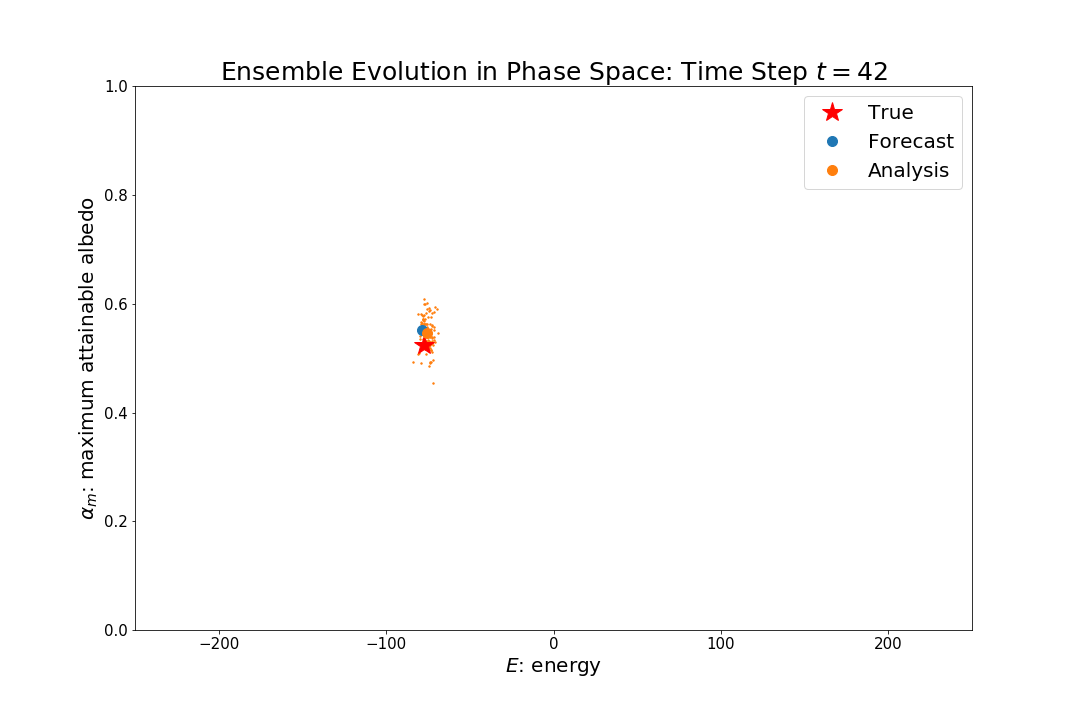 Ensemble Evolution in Phase Space: Time Step t = 42
1.0
0.8
0.6
0.4
0.2
0.0
αm: maximum attainable albedo
True
Forecast
Analysis
−200
−100
0
100
200
E: energy